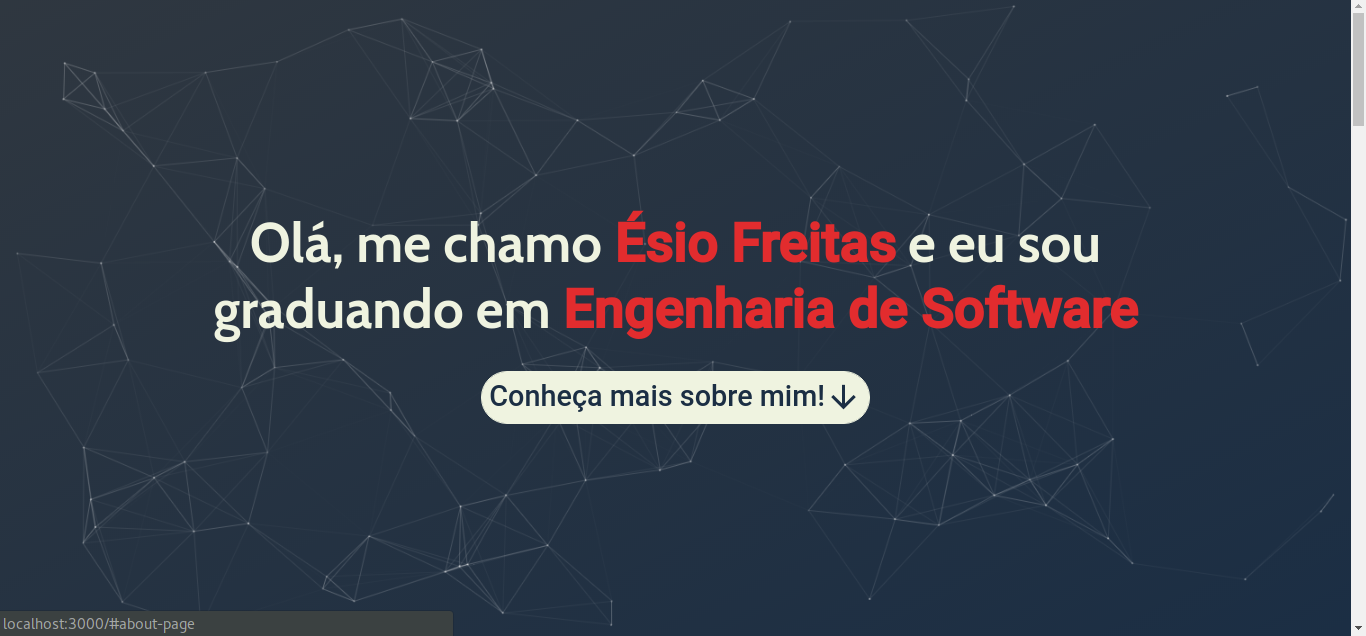 Olá, me chamo Ésio Freitas e eu sou
graduando em Engenharia de Software
Conheça mais sobre mim!
localhost:3000/#about-page